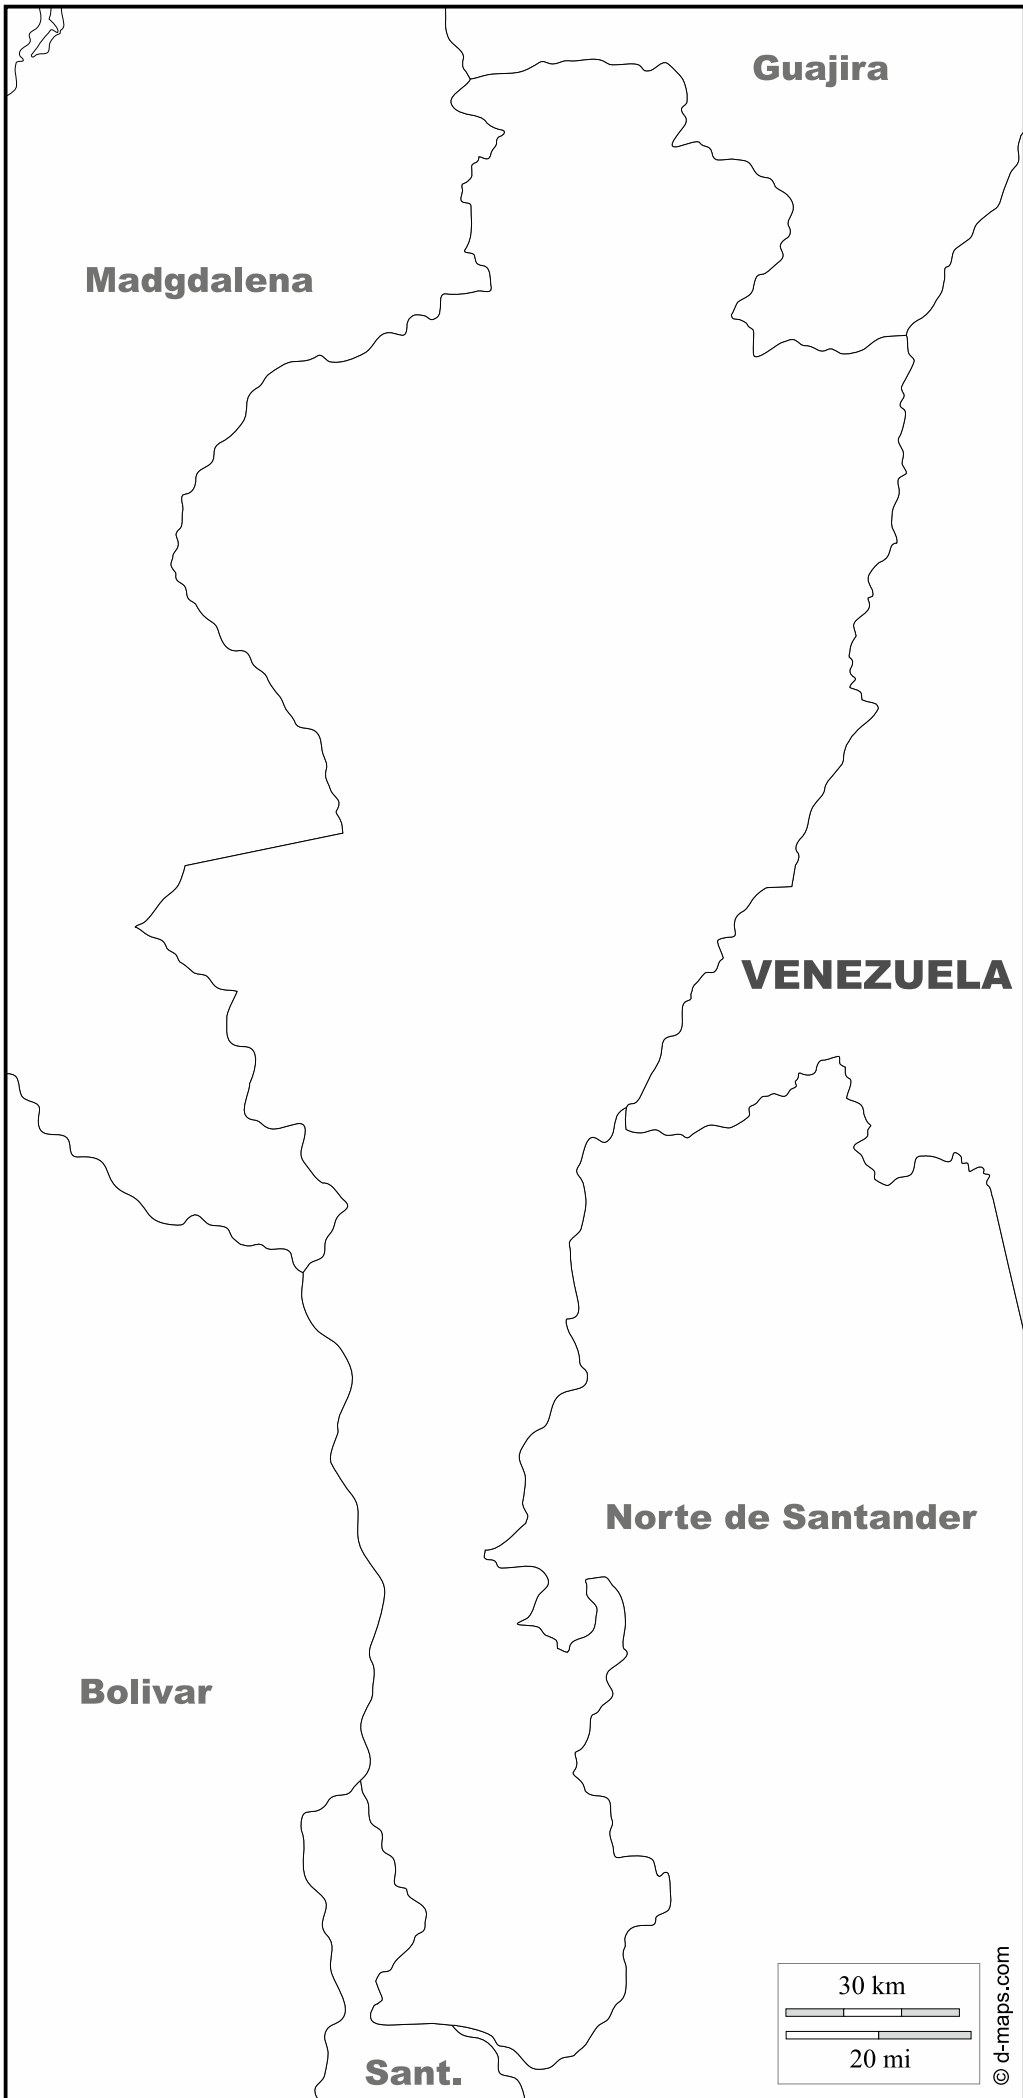 Guajira
Madgdalena
VENEZUELA
Norte de Santander
Bolivar
30 km
20 mi
© d-maps.com
Sant.